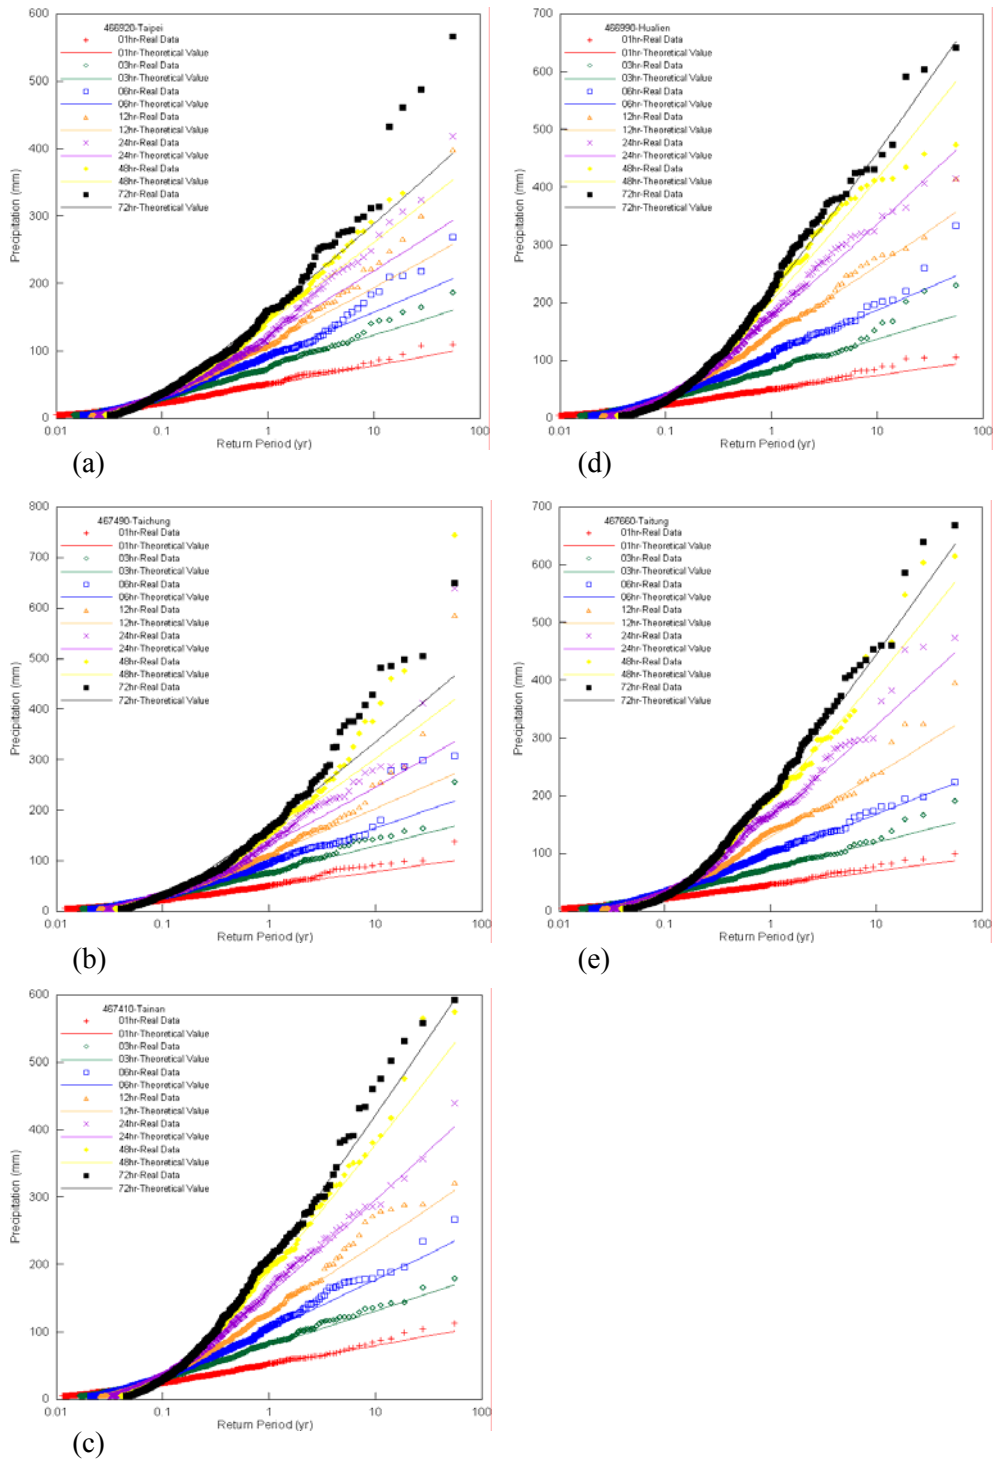 600
500
400
300
200
100
0
Precipitation (mm)
466920-Taipei
01hr-Real Data
01hr-Theoretical Value
03hr-Real Data
03hr-Theoretical Value
06hr-Real Data
06hr-Theoretical Value
12hr-Real Data
12hr-Theoretical Value
24hr-Real Data
24hr-Theoretical Value
48hr-Real Data
48hr-Theoretical Value
72hr-Real Data
72hr-Theoretical Value
0.01 0.1 1 10 100
Return Period (yr)
(a)
700
600
500
400
300
200
100
0
Precipitation (mm)
466990-Hualien
01hr-Real Data
01hr-Theoretical Value
03hr-Real Data
03hr-Theoretical Value
06hr-Real Data
06hr-Theoretical Value
12hr-Real Data
12hr-Theoretical Value
24hr-Real Data
24hr-Theoretical Value
48hr-Real Data
48hr-Theoretical Value
72hr-Real Data
72hr-Theoretical Value
0.01 0.1 1 10 100
Return Period (yr)
(d)
800
700
600
500
400
300
200
100
0
Precipitation (mm)
467490-Taichung
01hr-Real Data
01hr-Theoretical Value
03hr-Real Data
03hr-Theoretical Value
06hr-Real Data
06hr-Theoretical Value
12hr-Real Data
12hr-Theoretical Value
24hr-Real Data
24hr-Theoretical Value
48hr-Real Data
48hr-Theoretical Value
72hr-Real Data
72hr-Theoretical Value
0.01 0.1 1 10 100
Return Period (yr)
(b)
700
600
500
400
300
200
100
0
Precipitation (mm)
467660-Taitung
01hr-Real Data
01hr-Theoretical Value
03hr-Real Data
03hr-Theoretical Value
06hr-Real Data
06hr-Theoretical Value
12hr-Real Data
12hr-Theoretical Value
24hr-Real Data
24hr-Theoretical Value
48hr-Real Data
48hr-Theoretical Value
72hr-Real Data
72hr-Theoretical Value
0.01 0.1 1 10 100
Return Period (yr)
(e)
600
500
400
300
200
100
0
Precipitation (mm)
467410-Tainan
01hr-Real Data
01hr-Theoretical Value
03hr-Real Data
03hr-Theoretical Value
06hr-Real Data
06hr-Theoretical Value
12hr-Real Data
12hr-Theoretical Value
24hr-Real Data
24hr-Theoretical Value
48hr-Real Data
48hr-Theoretical Value
72hr-Real Data
72hr-Theoretical Value
0.01 0.1 1 10 100
Return Period (yr)
(c)